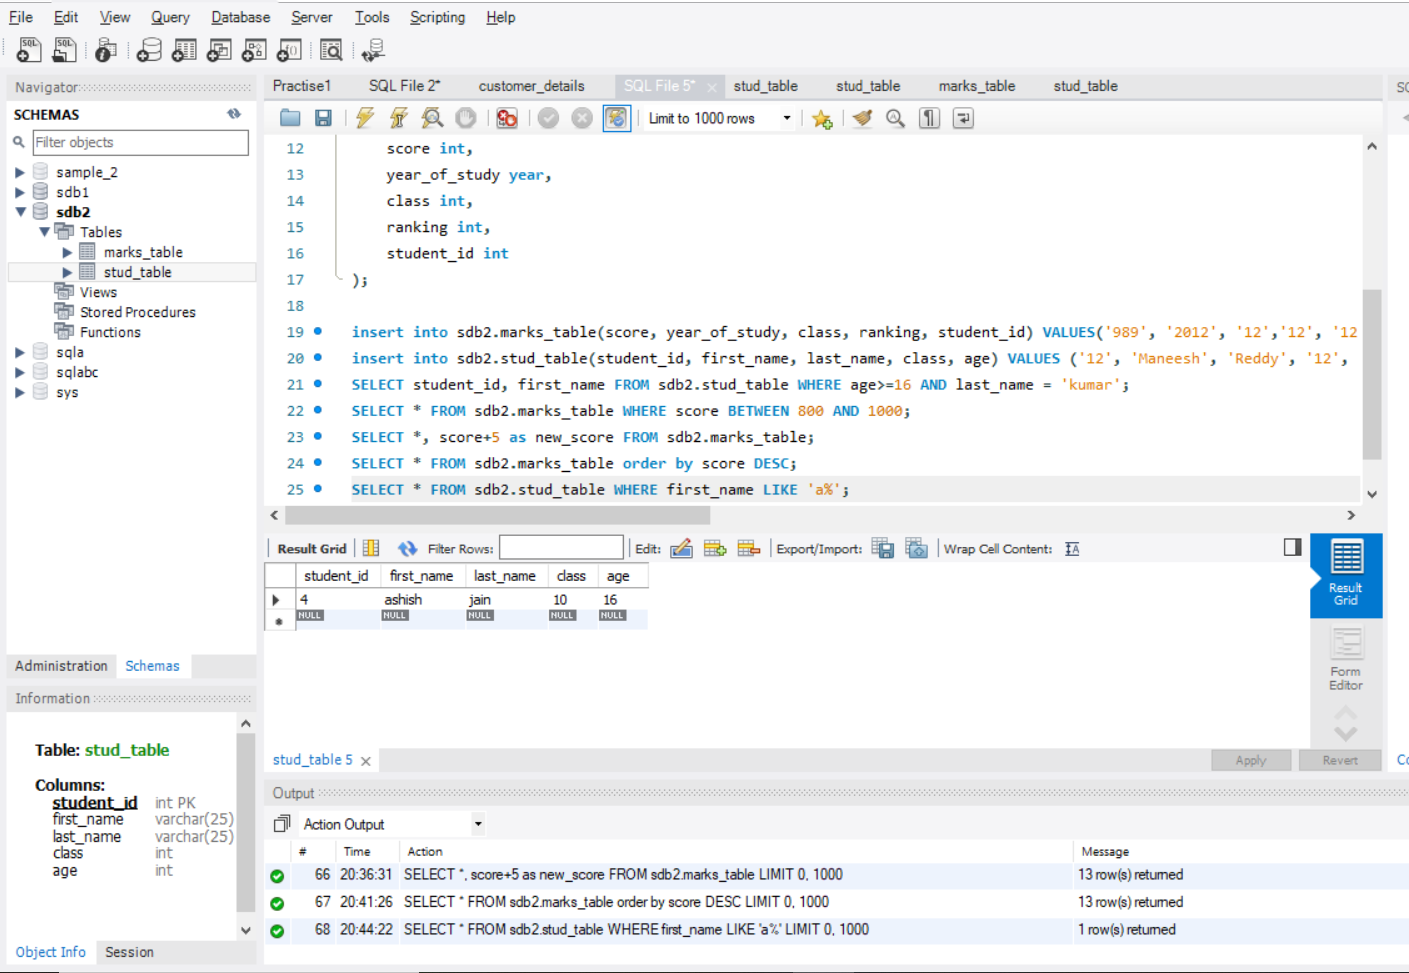 File Edit View Query Database Server Tools Scripting Help
Navigator
SCHEMAS
Filter objects
sample_2
sdb1
sdb2
Tables
marks_table
stud_table
Views
Stored Procedures
Functions
sqla
sqlabc
sys
Administration Schemas
Information
Table: stud_table
Columns:
student_id int PK
first_name varchar(25)
last_name varchar(25)
class int
age int
Object Info Session
Practise1 SQL File 2* customer_details SQL File 5* stud_table stud_table marks_table stud_table
Limit to 1000 rows
12 score int,
13 year_of_study year,
14 class int,
15 ranking int,
16 student_id int
17 );
18
19 insert into sdb2.marks_table(score, year_of_study, class, ranking, student_id) VALUES('989', '2012', '12','12', '12
20 insert into sdb2.stud_table(student_id, first_name, last_name, class, age) VALUES ('12', 'Maneesh', 'Reddy', '12',
21 SELECT student_id, first_name FROM sdb2.stud_table WHERE age>=16 AND last_name = 'kumar';
22 SELECT * FROM sdb2.marks_table WHERE score BETWEEN 800 AND 1000;
23 SELECT *, score+5 as new_score FROM sdb2.marks_table;
24 SELECT * FROM sdb2.marks_table order by score DESC;
25 SELECT * FROM sdb2.stud_table WHERE first_name LIKE 'a%';
Result Grid Filter Rows: Edit: Export/Import: Wrap Cell Content:
student_id first_name last_name class age
4 ashish jain 10 16
NULL NULL NULL NULL NULL
Result
Grid
Form
Editor
stud_table 5 Apply Revert
Output
Action Output
# Time Action Message
66 20:36:31 SELECT *, score+5 as new_score FROM sdb2.marks_table LIMIT 0, 1000 13 row(s) returned
67 20:41:26 SELECT * FROM sdb2.marks_table order by score DESC LIMIT 0, 1000 13 row(s) returned
68 20:44:22 SELECT * FROM sdb2.stud_table WHERE first_name LIKE 'a%' LIMIT 0, 1000 1 row(s) returned